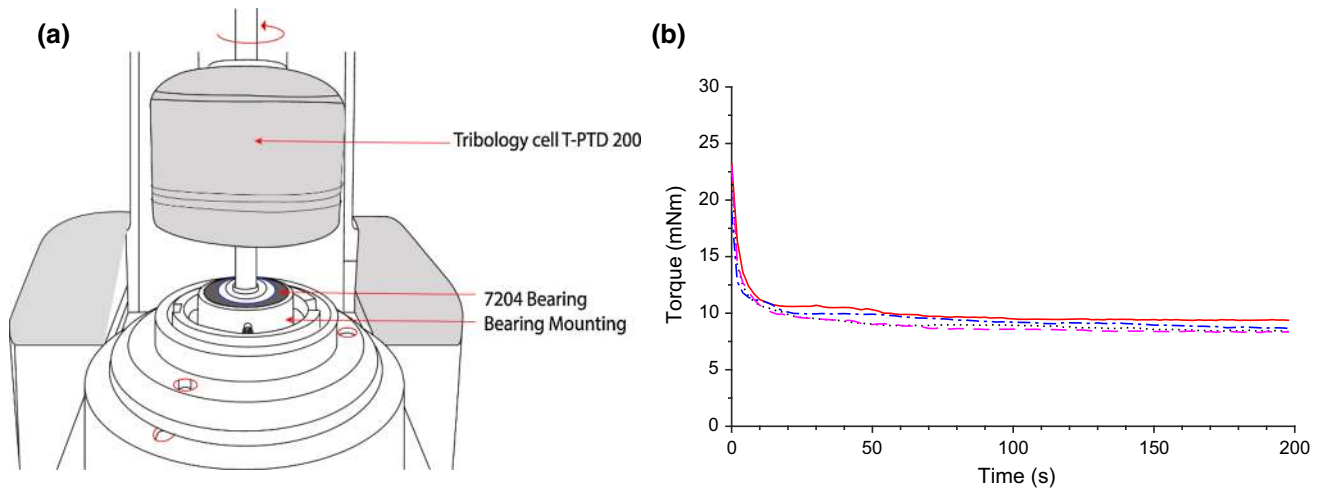 (a)
Tribology cell T-PTD 200
7204 Bearing
Bearing Mounting
(b)
30
25
20
15
10
5
0
Torque (mNm)
0 50 100 150 200
Time (s)